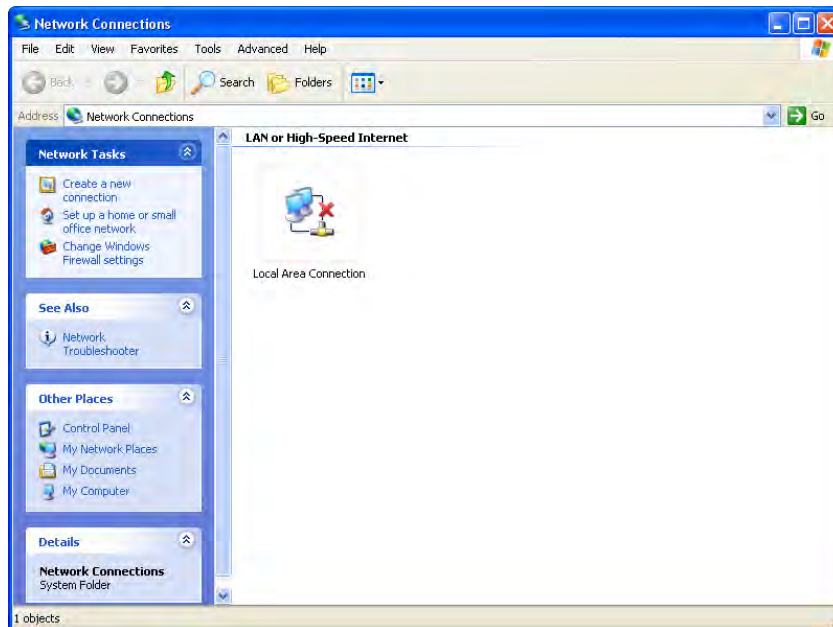 Network Connections
File Edit View Favorites Tools Advanced Help
Back Search Folders
Address Network Connections Go
Network Tasks
Create a new
connection
Set up a home or small
office network
Change Windows
Firewall settings
See Also
Network
Troubleshooter
Other Places
Control Panel
My Network Places
My Documents
My Computer
Details
Network Connections
System Folder
LAN or High-Speed Internet
Local Area Connection
1 objects